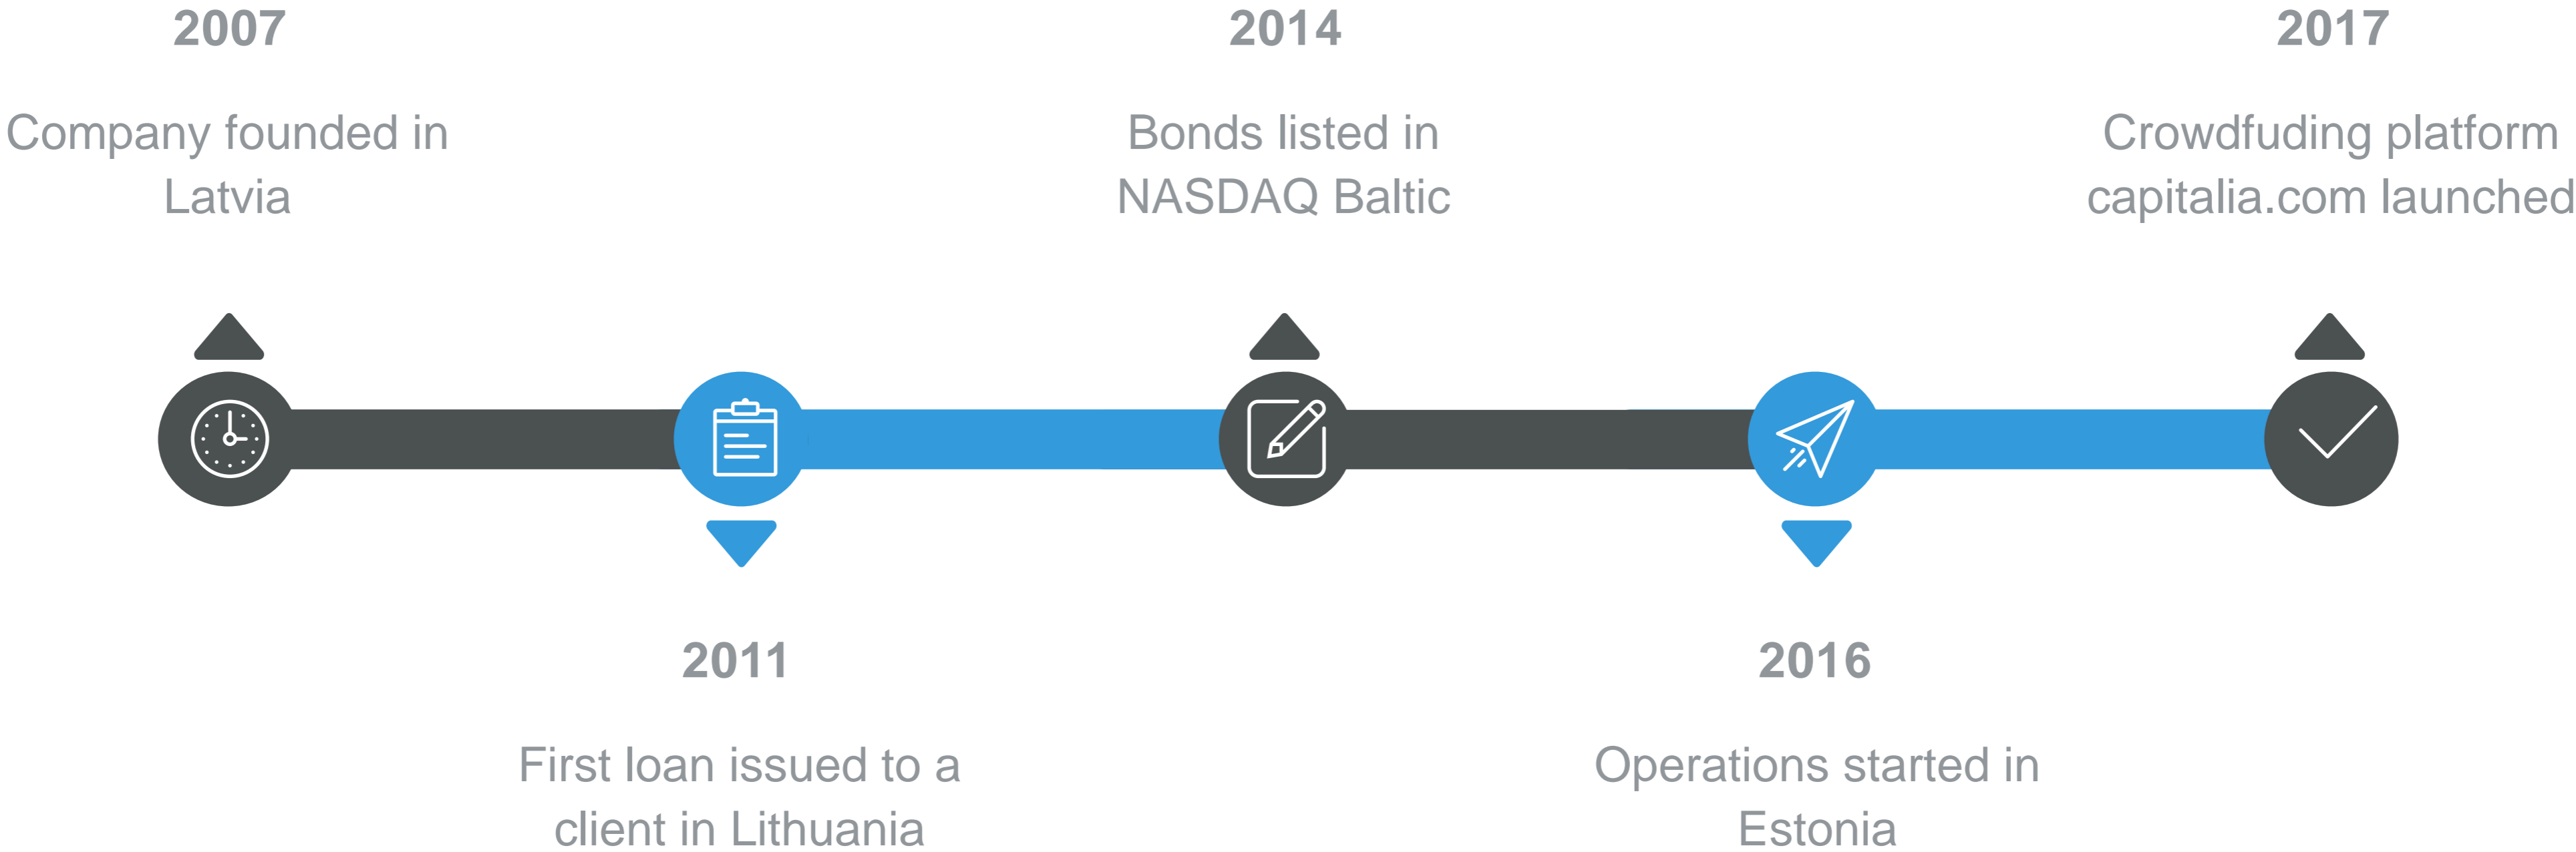 2007
Company founded in
Latvia
2011
First loan issued to a
client in Lithuania
2014
Bonds listed in
NASDAQ Baltic
2016
Operations started in
Estonia
2017
Crowdfuding platform
capitalia.com launched